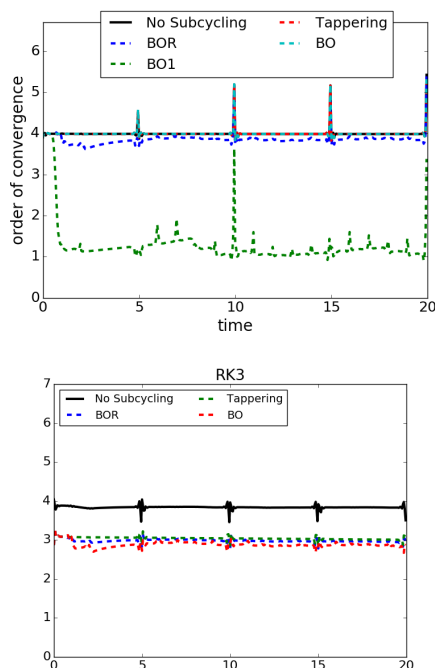 No Subcycling
BOR
BO1
Tappering
BO
order of convergence
6
5
4
3
2
1
0
0 5 10 15 20
time
RK3
No Subcycling
BOR
Tappering
BO
7
6
5
4
3
2
1
0
0 5 10 15 20